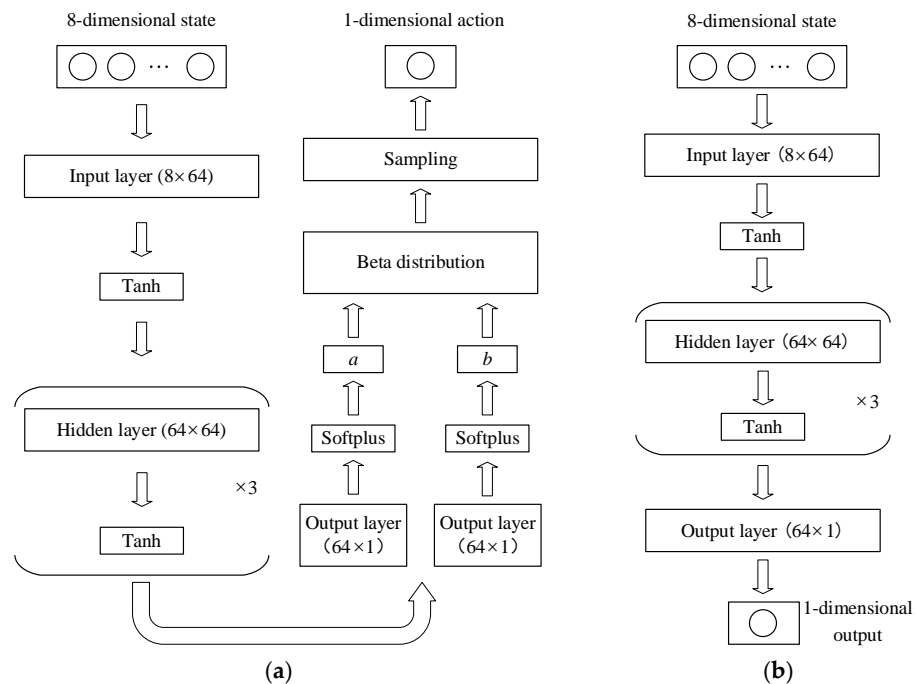 8-dimensional state
...
Input layer (8×64)
Tanh
Hidden layer (64×64)
×3
Tanh
1-dimensional action
Sampling
Beta distribution
a
b
Softplus
Softplus
Output layer
(64×1)
Output layer
(64×1)
(a)
8-dimensional state
...
Input layer (8×64)
Tanh
Hidden layer (64×64)
×3
Tanh
Output layer (64×1)
1-dimensional
output
(b)